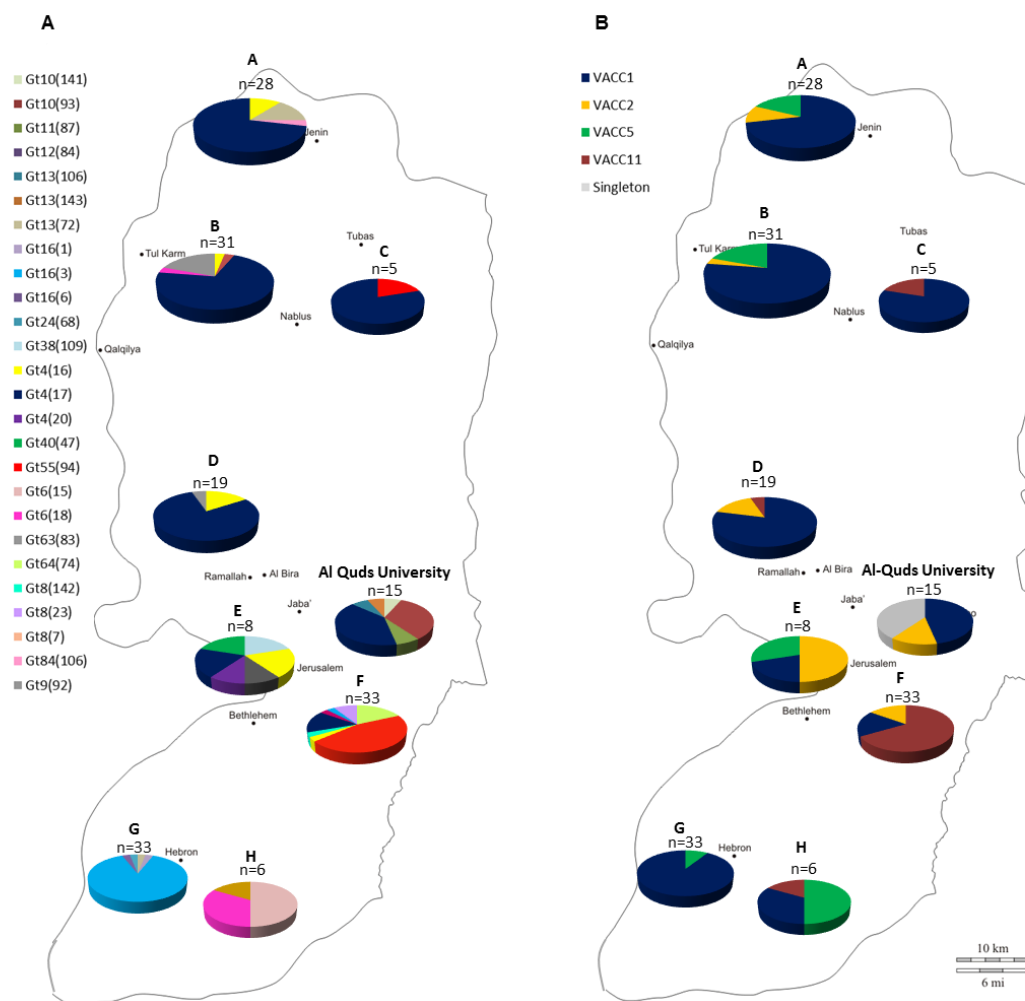 A
Gt10(141)
Gt10(93)
Gt11(87)
Gt12(84)
Gt13(106)
Gt13(143)
Gt13(72)
Gt16(1)
Gt16(3)
Gt16(6)
Gt24(68)
Gt38(109)
Gt4(16)
Gt4(17)
Gt4(20)
Gt40(47)
Gt55(94)
Gt6(15)
Gt6(18)
Gt63(83)
Gt64(74)
Gt8(142)
Gt8(23)
Gt8(7)
Gt84(106)
Gt9(92)
A
n=28
Jenin
B
n=31
Tul Karm
Tubas
C
n=5
Nablus
Qalqilya
D
n=19
Ramallah
Al Bira
Al Quds University
n=15
Jaba'
E
n=8
Jerusalem
F
n=33
Bethlehem
G
n=33
Hebron
H
n=6
B
VACC1
VACC2
VACC5
VACC11
Singleton
A
n=28
Jenin
B
n=31
Tul Karm
Tubas
C
n=5
Nablus
Qalqilya
D
n=19
Ramallah
Al Bira
Al-Quds University
n=15
Jaba'
E
n=8
Jerusalem
F
n=33
Bethlehem
G
n=33
Hebron
H
n=6
10 km
6 mi